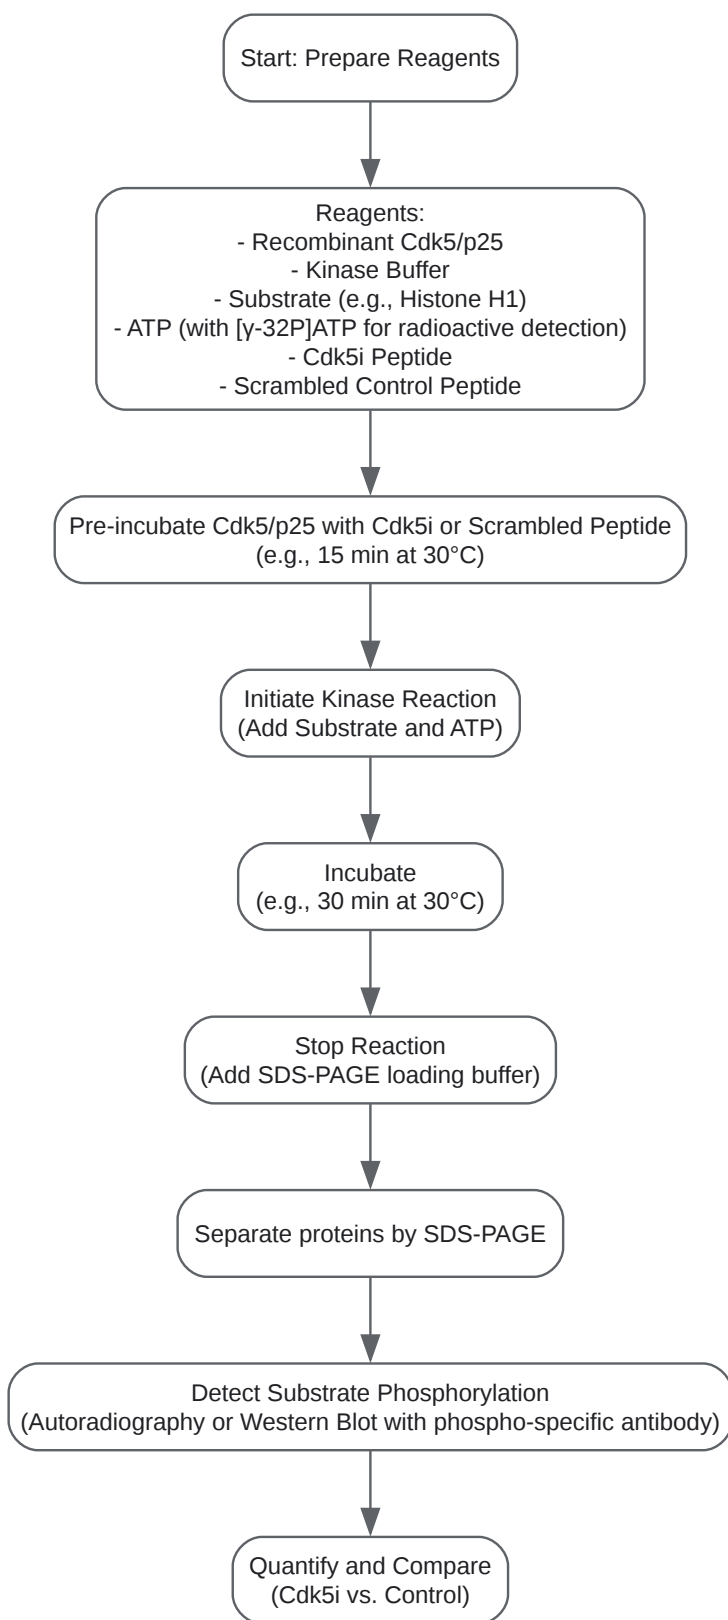 Start: Prepare Reagents
Reagents:
- Recombinant Cdk5/p25
- Kinase Buffer
- Substrate (e.g., Histone H1)
- ATP (with [γ-32P]ATP for radioactive detection)
- Cdk5i Peptide
- Scrambled Control Peptide
Pre-incubate Cdk5/p25 with Cdk5i or Scrambled Peptide
(e.g., 15 min at 30°C)
Initiate Kinase Reaction
(Add Substrate and ATP)
Incubate
(e.g., 30 min at 30°C)
Stop Reaction
(Add SDS-PAGE loading buffer)
Separate proteins by SDS-PAGE
Detect Substrate Phosphorylation
(Autoradiography or Western Blot with phospho-specific antibody)
Quantify and Compare
(Cdk5i vs. Control)